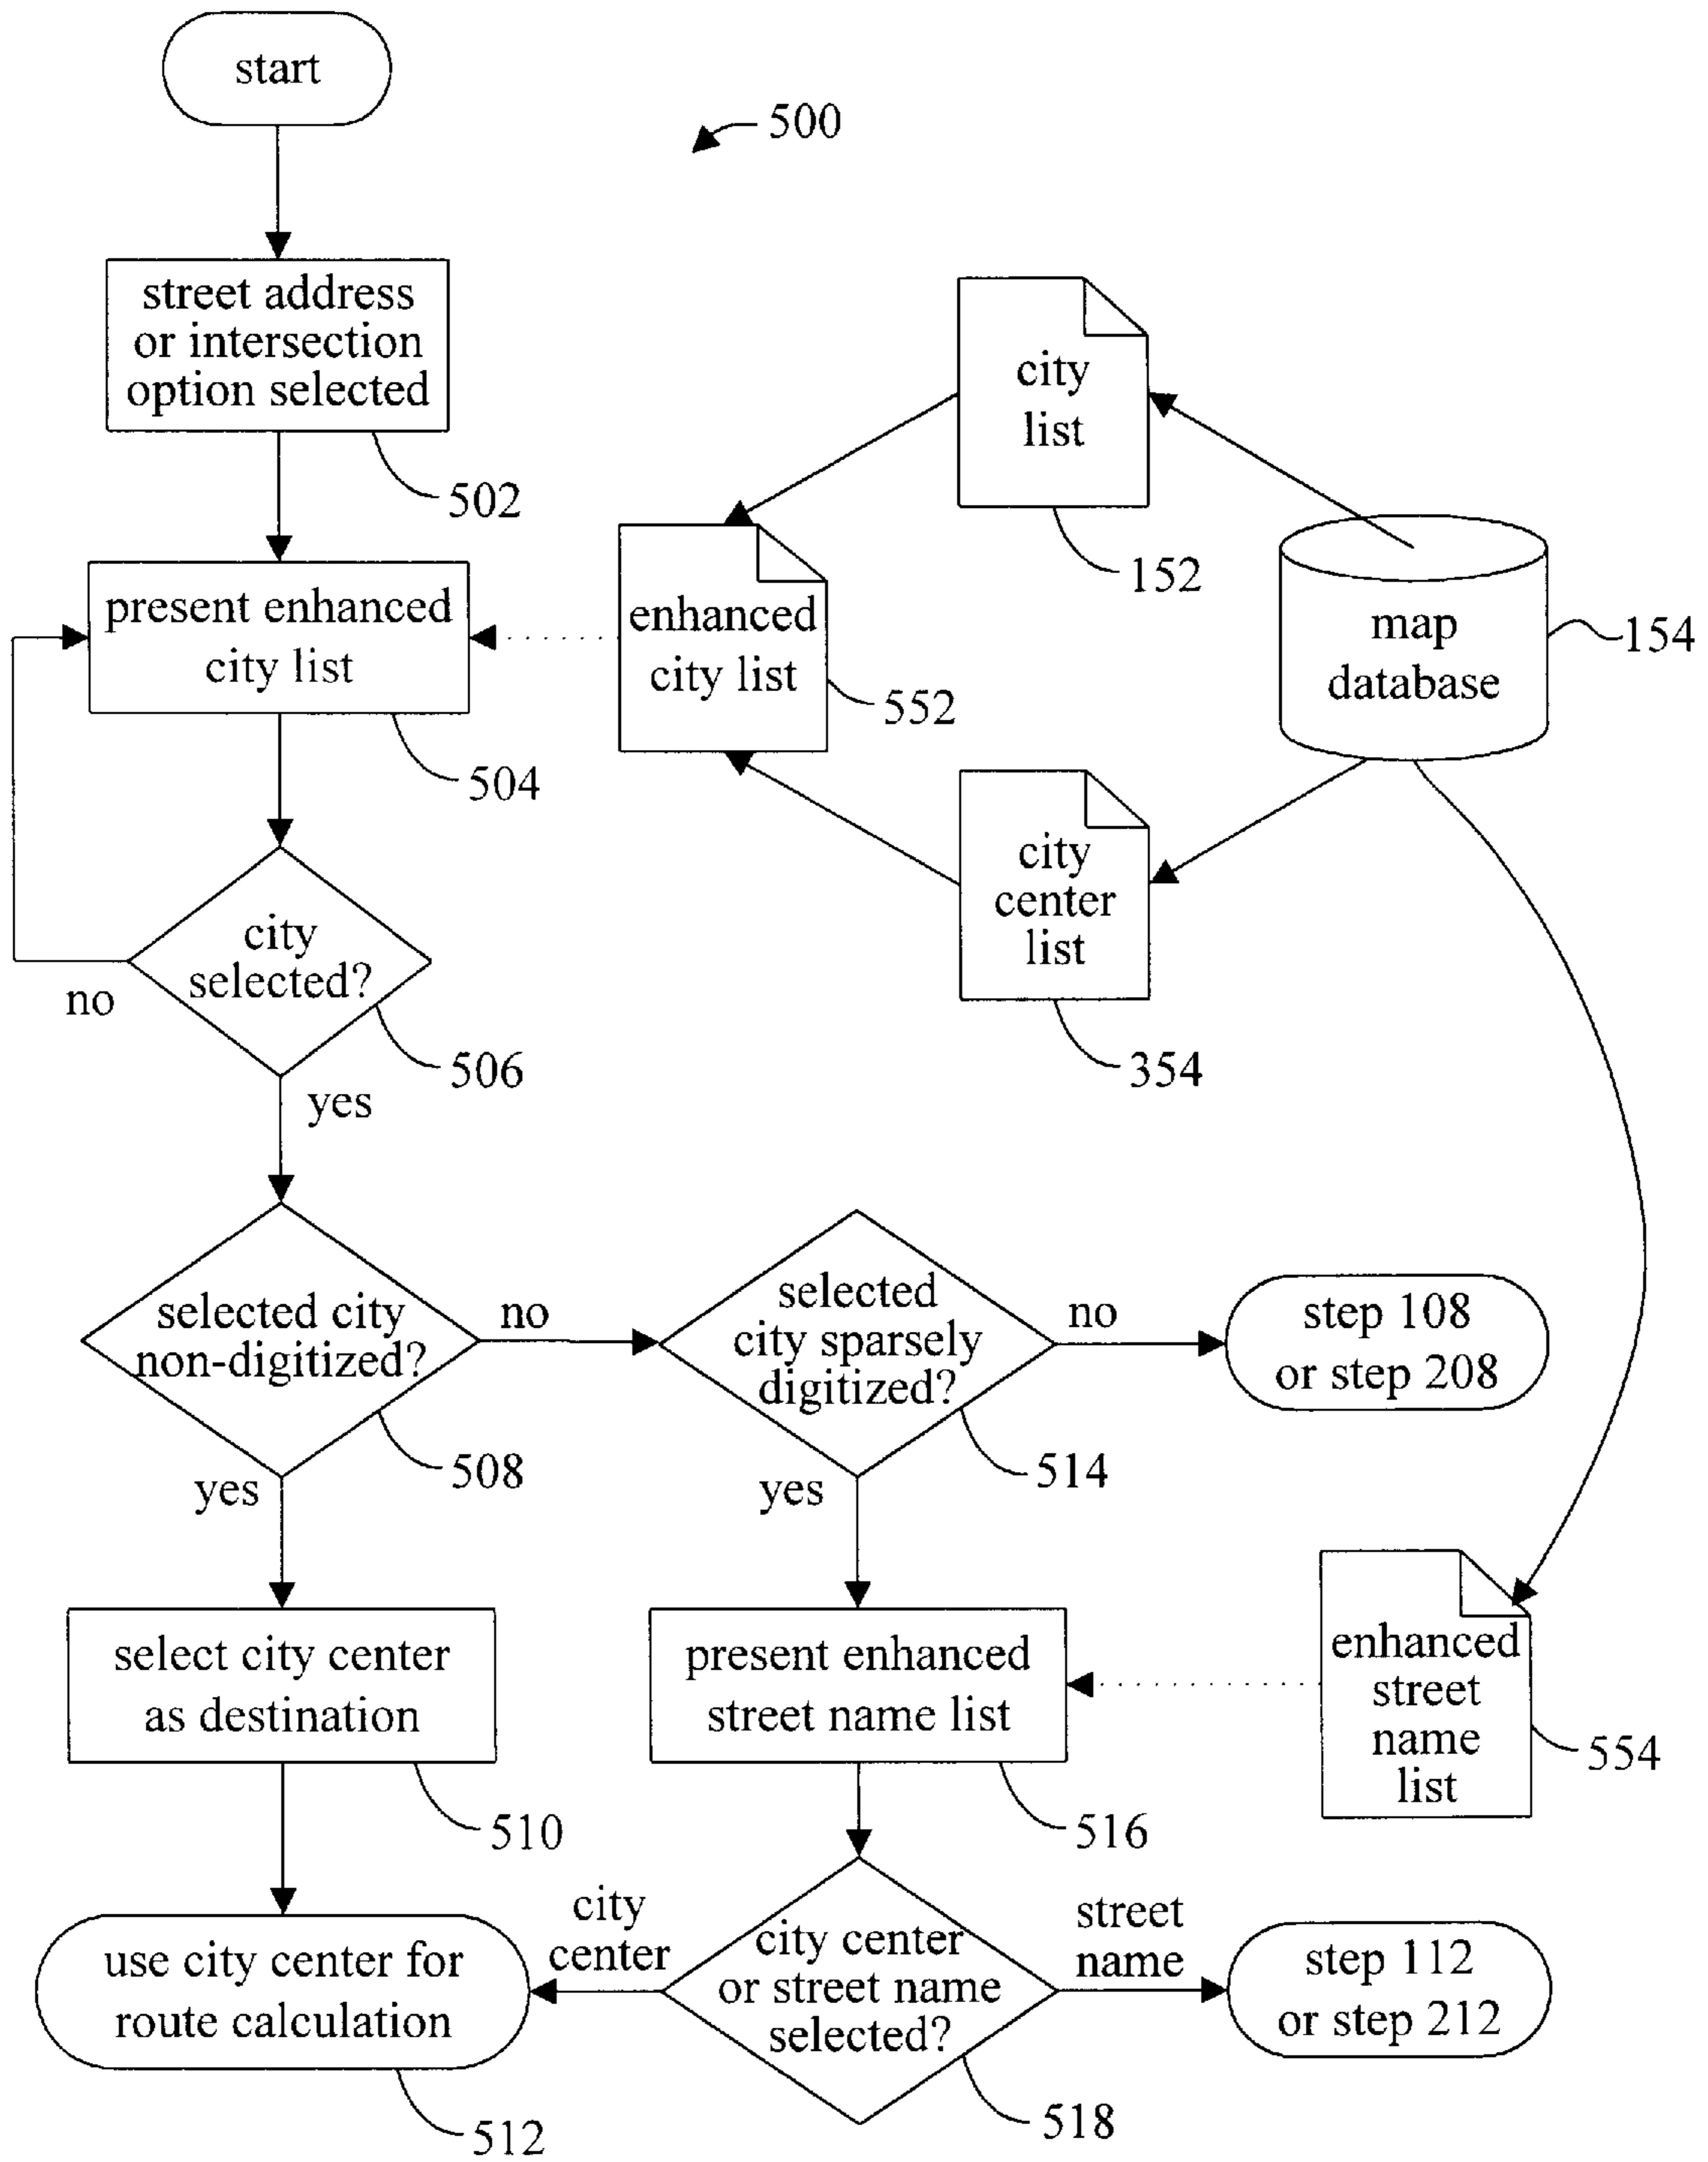 start
500
street address
or intersection
option selected
502
city
list
152
present enhanced
city list
504
enhanced
city list
552
map
database
154
city
center
list
354
city
selected?
no
506
yes
selected city
non-digitized?
no
508
yes
selected
city sparsely
digitized?
no
514
yes
step 108
or step 208
select city center
as destination
510
present enhanced
street name list
516
enhanced
street
name
list
554
use city center for
route calculation
512
city
center
city center
or street name
selected?
518
street
name
step 112
or step 212